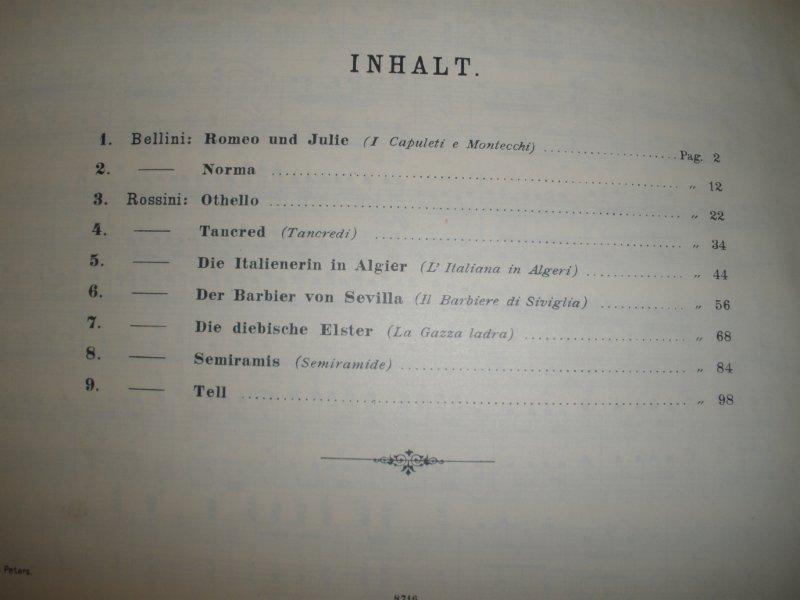 INHALT.
1. Bellini: Romeo und Julie (I Capuleti e Montecchi) ..................... Pag. 2
2. —— Norma ................................................ „ 12
3. Rossini: Othello ................................................ „ 22
4. —— Tancred (Tancredi) ..................................... „ 34
5. —— Die Italienerin in Algier (L' Italiana in Algeri) ............. „ 44
6. —— Der Barbier von Sevilla (Il Barbiere di Siviglia) ............ „ 56
7. —— Die diebische Elster (La Gazza ladra) ..................... „ 68
8. —— Semiramis (Semiramide) .................................. „ 84
9. —— Tell .................................................... „ 98
Peters.
8716